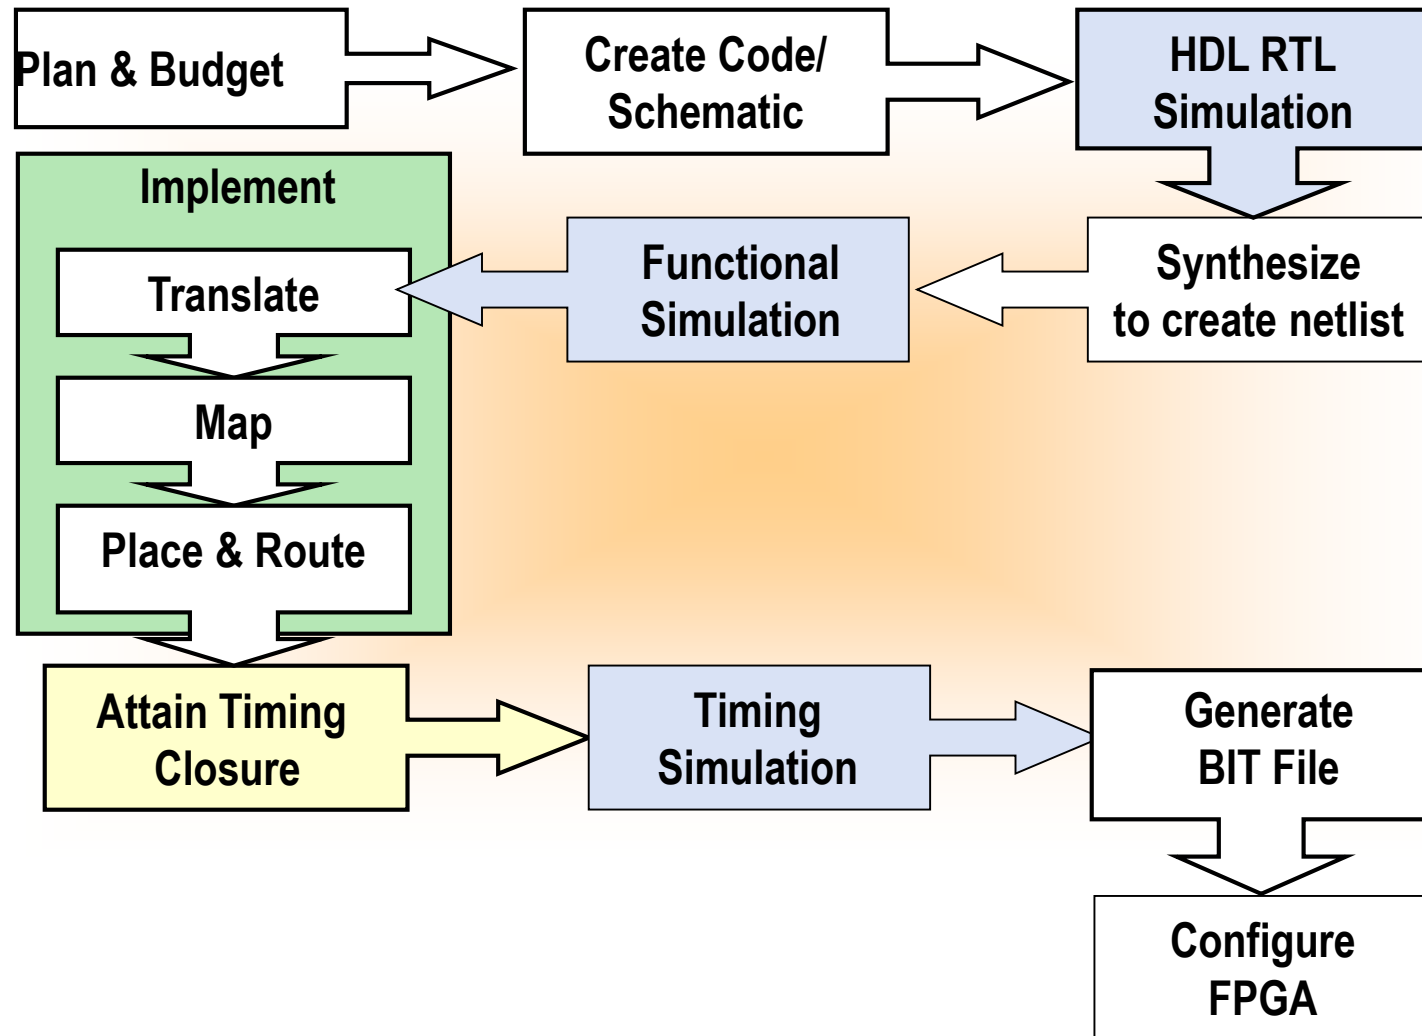 Plan & Budget
Create Code/
Schematic
HDL RTL
Simulation
Synthesize
to create netlist
Functional
Simulation
Implement
Translate
Map
Place & Route
Attain Timing
Closure
Timing
Simulation
Generate
BIT File
Configure
FPGA